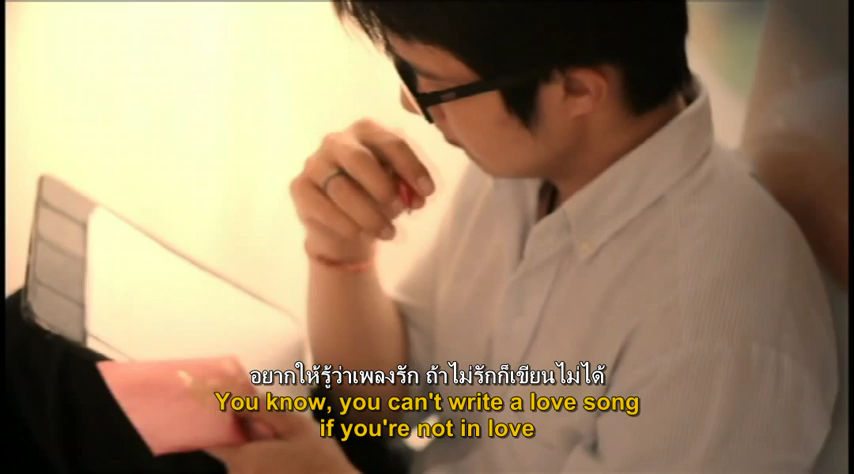 อยากให้รู้ว่าเพลงรัก ถ้าไม่รักก็เขียนไม่ได้
You know, you can't write a love song
if you're not in love